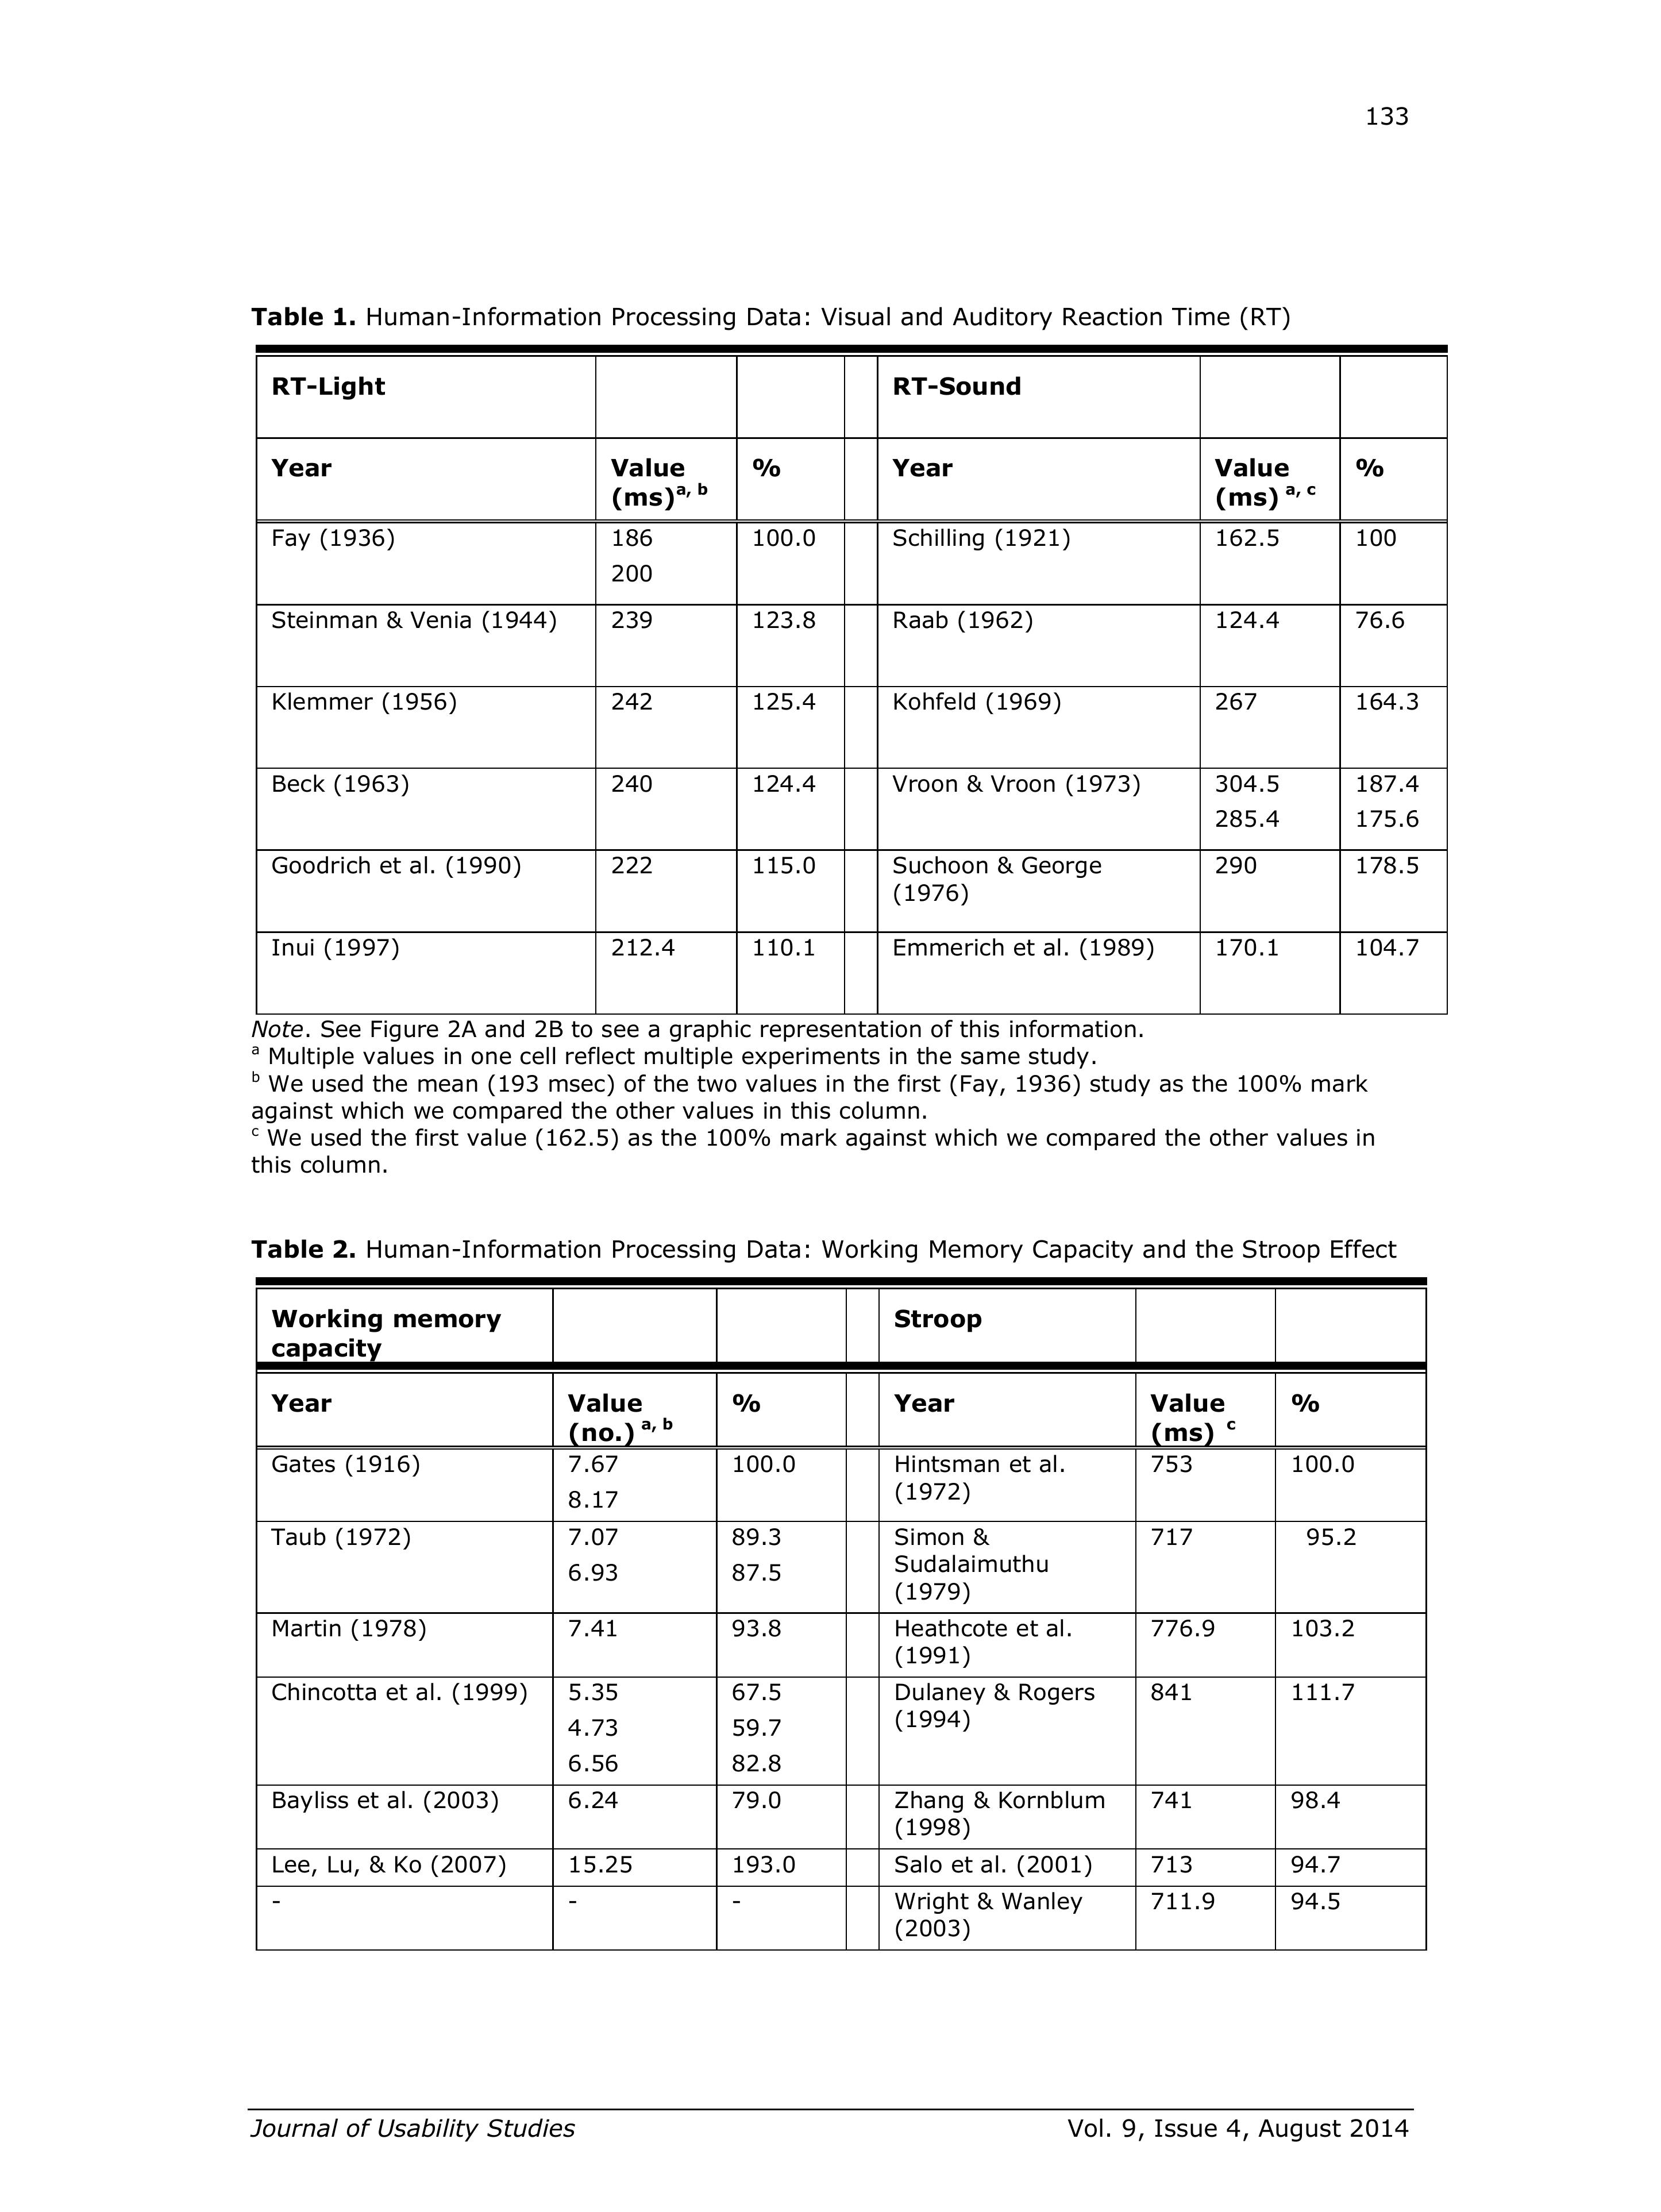 133
Table 1. Human-Information Processing Data: Visual and Auditory Reaction Time (RT)
RT-Light RT-Sound
Year Value (ms)a, b % Year Value (ms) a, c %
Fay (1936) 186 200 100.0 Schilling (1921) 162.5 100
Steinman & Venia (1944) 239 123.8 Raab (1962) 124.4 76.6
Klemmer (1956) 242 125.4 Kohfeld (1969) 267 164.3
Beck (1963) 240 124.4 Vroon & Vroon (1973) 304.5 285.4 187.4 175.6
Goodrich et al. (1990) 222 115.0 Suchoon & George (1976) 290 178.5
Inui (1997) 212.4 110.1 Emmerich et al. (1989) 170.1 104.7
Note. See Figure 2A and 2B to see a graphic representation of this information.
a Multiple values in one cell reflect multiple experiments in the same study.
b We used the mean (193 msec) of the two values in the first (Fay, 1936) study as the 100% mark
against which we compared the other values in this column.
c We used the first value (162.5) as the 100% mark against which we compared the other values in
this column.
Table 2. Human-Information Processing Data: Working Memory Capacity and the Stroop Effect
Working memory capacity Stroop
Year Value (no.) a, b % Year Value (ms) c %
Gates (1916) 7.67 8.17 100.0 Hintsman et al. (1972) 753 100.0
Taub (1972) 7.07 6.93 89.3 87.5 Simon & Sudalaimuthu (1979) 717 95.2
Martin (1978) 7.41 93.8 Heathcote et al. (1991) 776.9 103.2
Chincotta et al. (1999) 5.35 4.73 6.56 67.5 59.7 82.8 Dulaney & Rogers (1994) 841 111.7
Bayliss et al. (2003) 6.24 79.0 Zhang & Kornblum (1998) 741 98.4
Lee, Lu, & Ko (2007) 15.25 193.0 Salo et al. (2001) 713 94.7
- - - Wright & Wanley (2003) 711.9 94.5
Journal of Usability Studies Vol. 9, Issue 4, August 2014